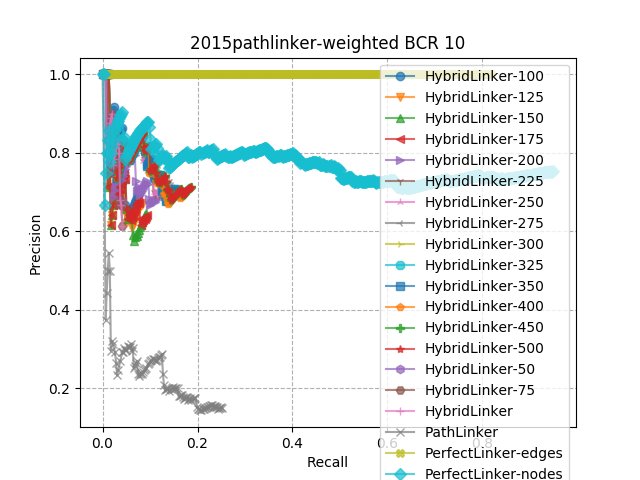 2015pathlinker-weighted BCR 10
Precision
1.0
0.8
0.6
0.4
0.2
0.0
0.2
0.4
0.6
0.8
Recall
HybridLinker-100
HybridLinker-125
HybridLinker-150
HybridLinker-175
HybridLinker-200
HybridLinker-225
HybridLinker-250
HybridLinker-275
HybridLinker-300
HybridLinker-325
HybridLinker-350
HybridLinker-400
HybridLinker-450
HybridLinker-500
HybridLinker-50
HybridLinker-75
HybridLinker
PathLinker
PerfectLinker-edges
PerfectLinker-nodes